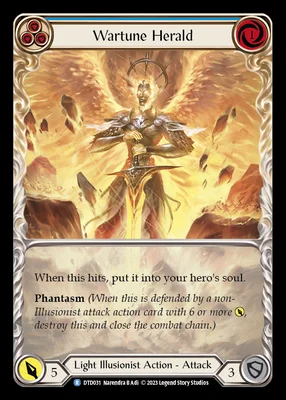 Wartune Herald
1
When this hits, put it into your hero's soul.
Phantasm (When this is defended by a non-
Illusionist attack action card with 6 or more
destroy this and close the combat chain.)
5
Light Illusionist Action - Attack
3
R DTD031 Narendra B Adi © 2023 Legend Story Studios